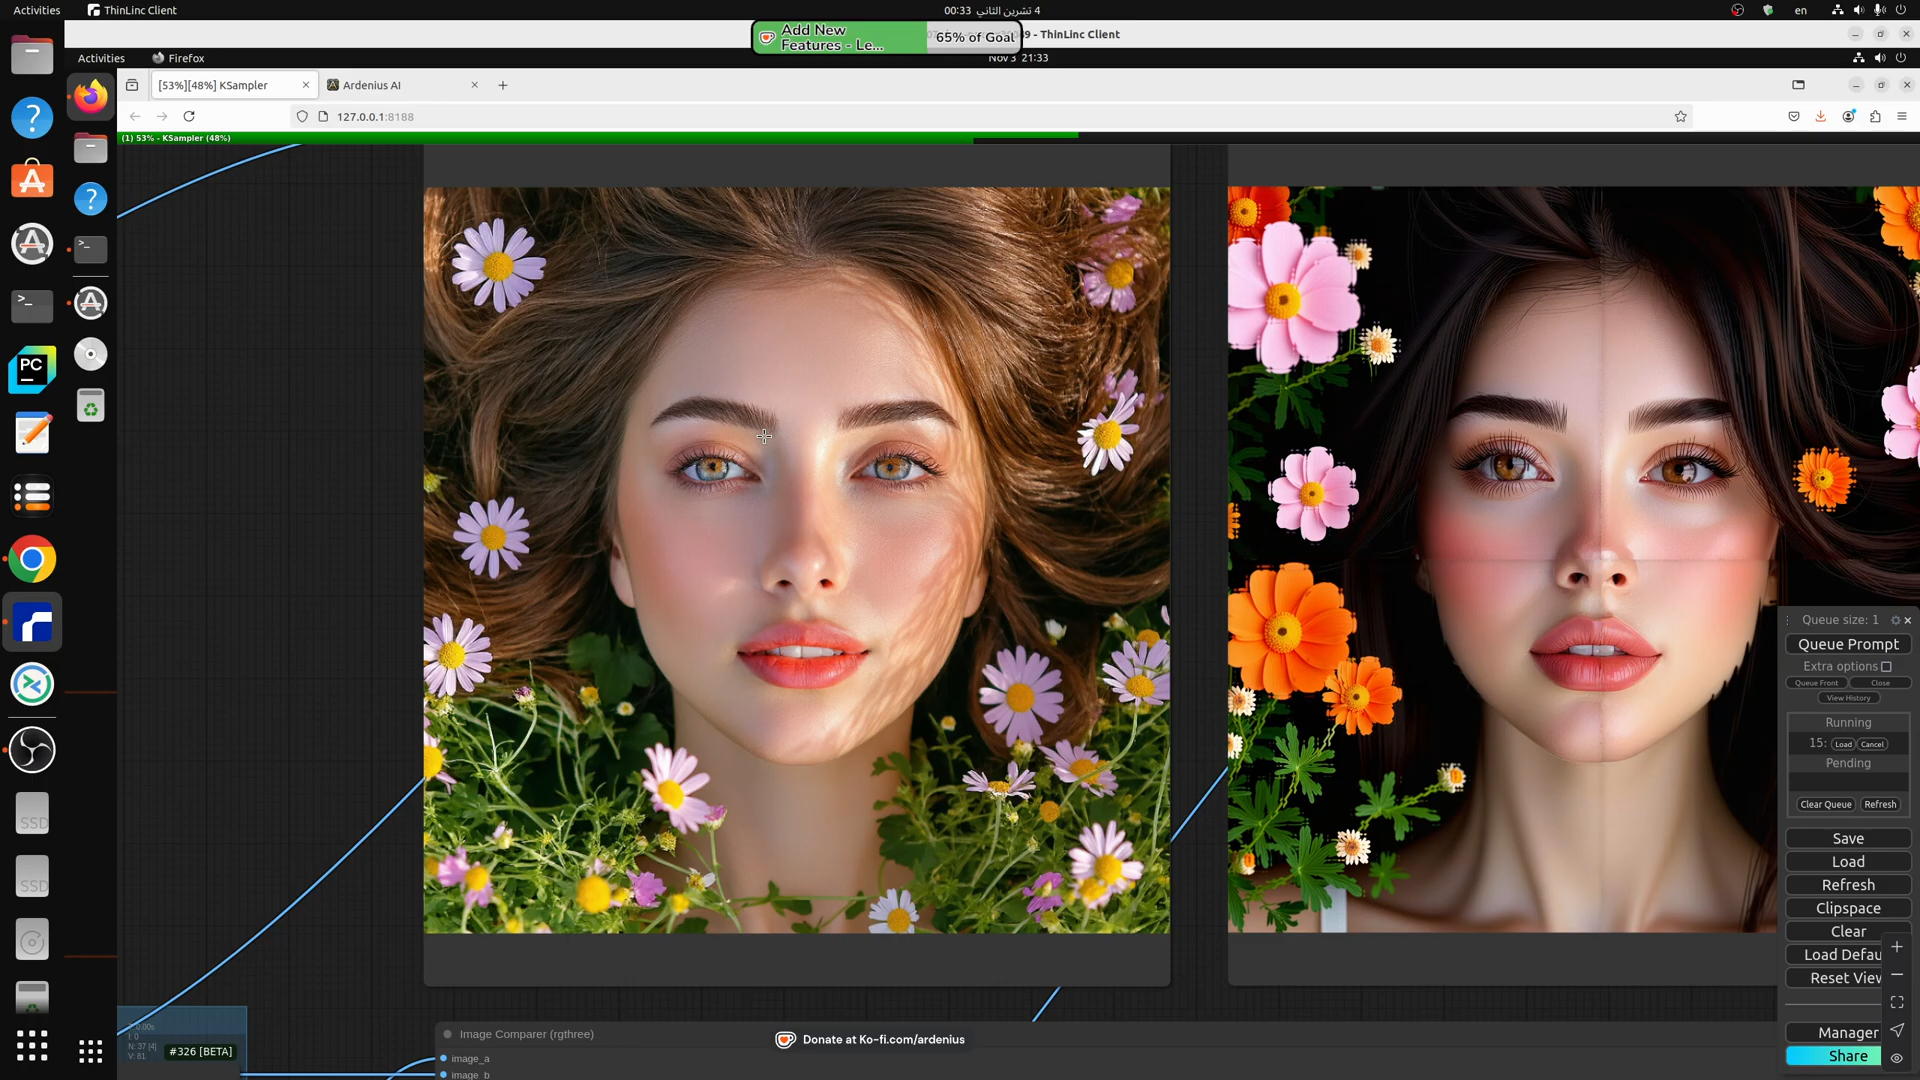 Activities
ThinLinc Client
00:33 4 تشرين الثاني
en
Add New
Features - Le...
65% of Goal
- ThinLinc Client
Activities
Firefox
Nov 3 21:33
[53%][48%] KSampler
Ardenius AI
127.0.0.1:8188
(1) 53% - KSampler (48%)
PC
SSD
SSD
Queue size: 1
Queue Prompt
Extra options
Queue Front
Close
View History
Running
15: Load Cancel
Pending
Clear Queue
Refresh
Save
Load
Refresh
Clipspace
Clear
Load Defau
Reset View
Manager
Share
I: 0
N: 37 [4]
V: 81
#326 [BETA]
Image Comparer (rgthree)
image_a
image_b
Donate at Ko-fi.com/ardenius